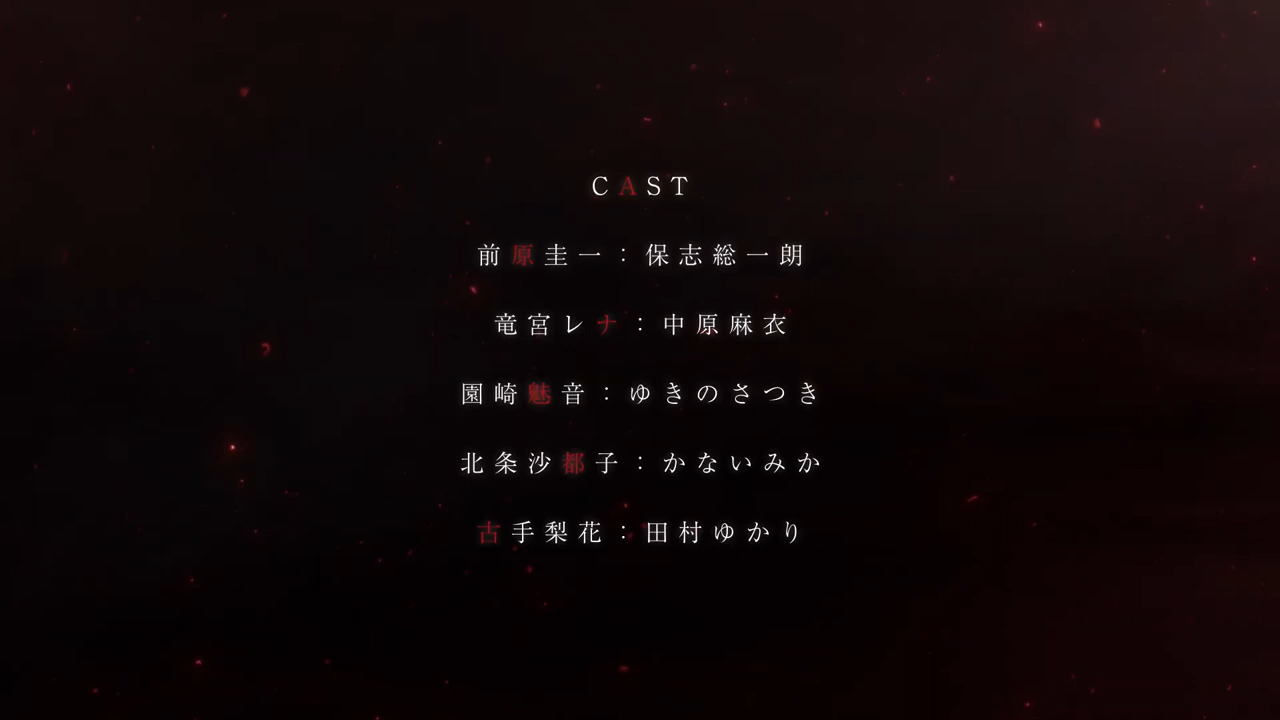 CAST
前原圭一：保志総一朗
竜宮レナ：中原麻衣
園崎魅音：ゆきのさつき
北条沙都子：かないみか
古手梨花：田村ゆかり